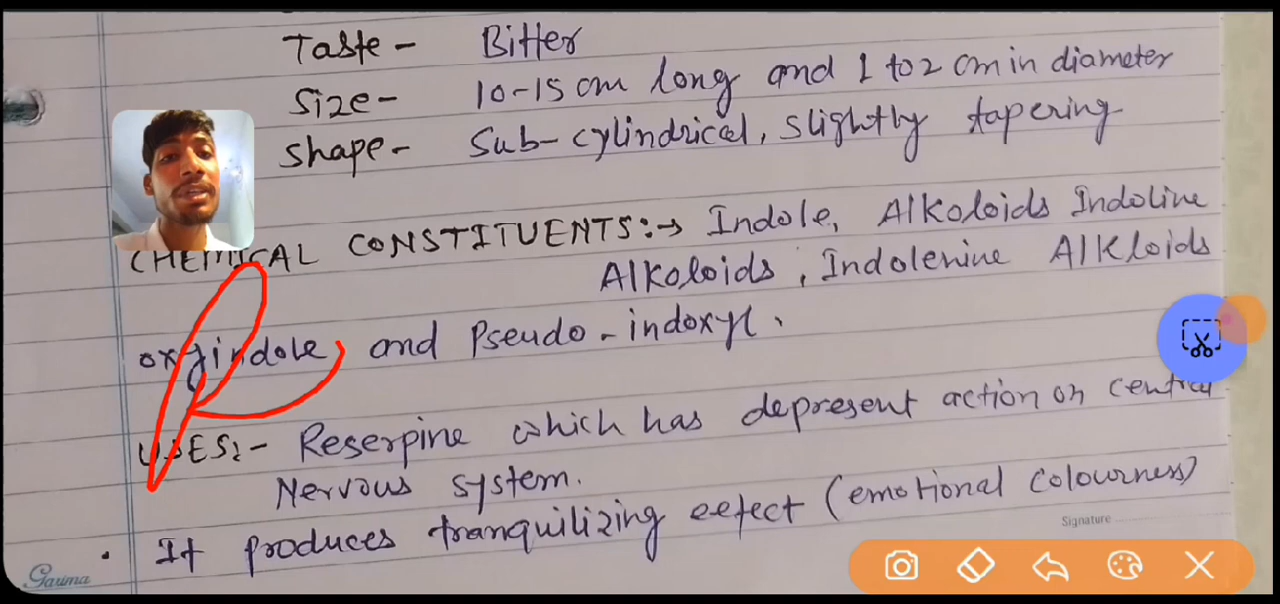 Taste - Bitter
Size - 10-15 cm long and 1 to 2 cm in diameter
Shape - Sub-cylindrical, slightly tapering
CHEMICAL CONSTITUENTS:→ Indole, Alkoloids Indoline
Alkoloids, Indolenine Alkloids
oxyindole, and Pseudo-indoxyl.
USES:- Reserpine which has depresent action on central
Nervous system.
• It produces tranquilizing eefect (emotional colourness)
Signature
Gauma